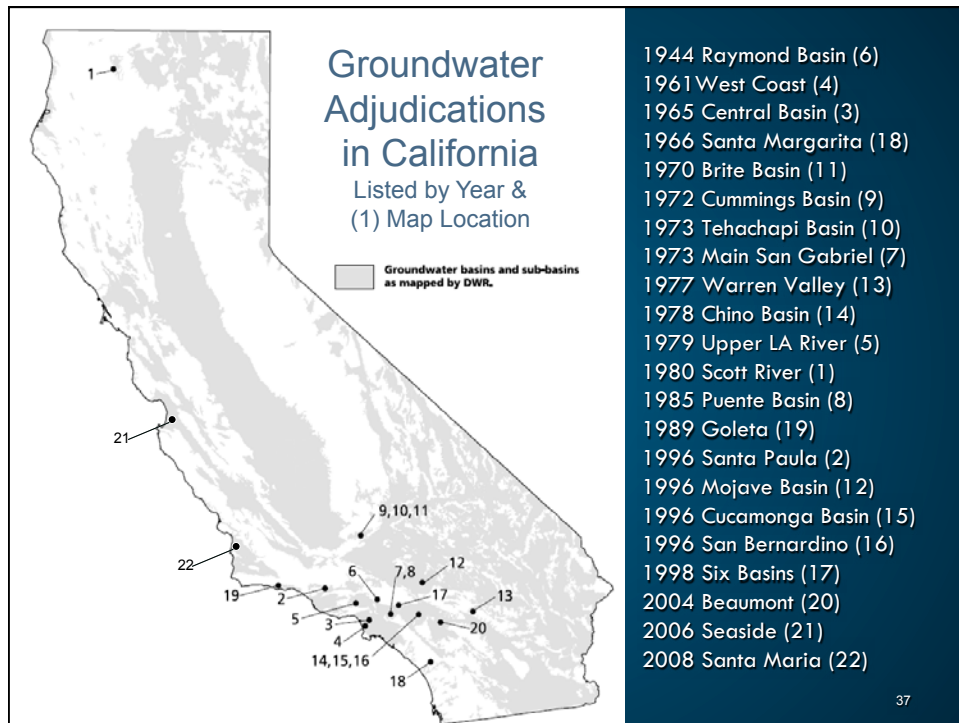 Groundwater
Adjudications
in California
Listed by Year &
(1) Map Location
Groundwater basins and sub-basins
as mapped by DWR.
1
21
22
9,10,11
19
2
5
6
3
4
7,8
17
12
13
20
14,15,16
18
1944 Raymond Basin (6)
1961West Coast (4)
1965 Central Basin (3)
1966 Santa Margarita (18)
1970 Brite Basin (11)
1972 Cummings Basin (9)
1973 Tehachapi Basin (10)
1973 Main San Gabriel (7)
1977 Warren Valley (13)
1978 Chino Basin (14)
1979 Upper LA River (5)
1980 Scott River (1)
1985 Puente Basin (8)
1989 Goleta (19)
1996 Santa Paula (2)
1996 Mojave Basin (12)
1996 Cucamonga Basin (15)
1996 San Bernardino (16)
1998 Six Basins (17)
2004 Beaumont (20)
2006 Seaside (21)
2008 Santa Maria (22)
37